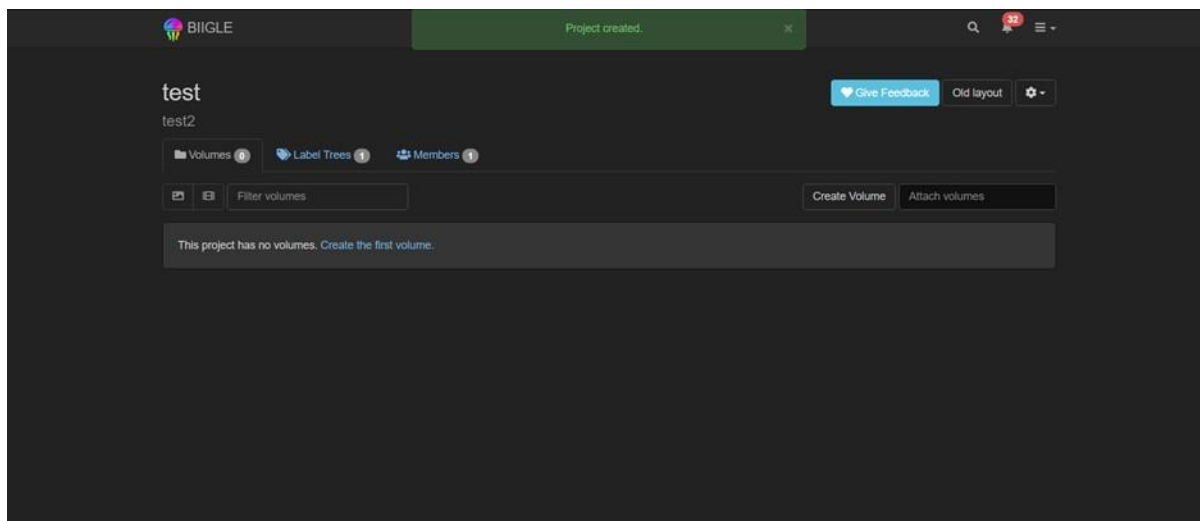 BIIGLE
Project created. ×
32
test
Give Feedback Old layout
test2
Volumes 0 Label Trees 1 Members 1
Filter volumes
Create Volume Attach volumes
This project has no volumes. Create the first volume.